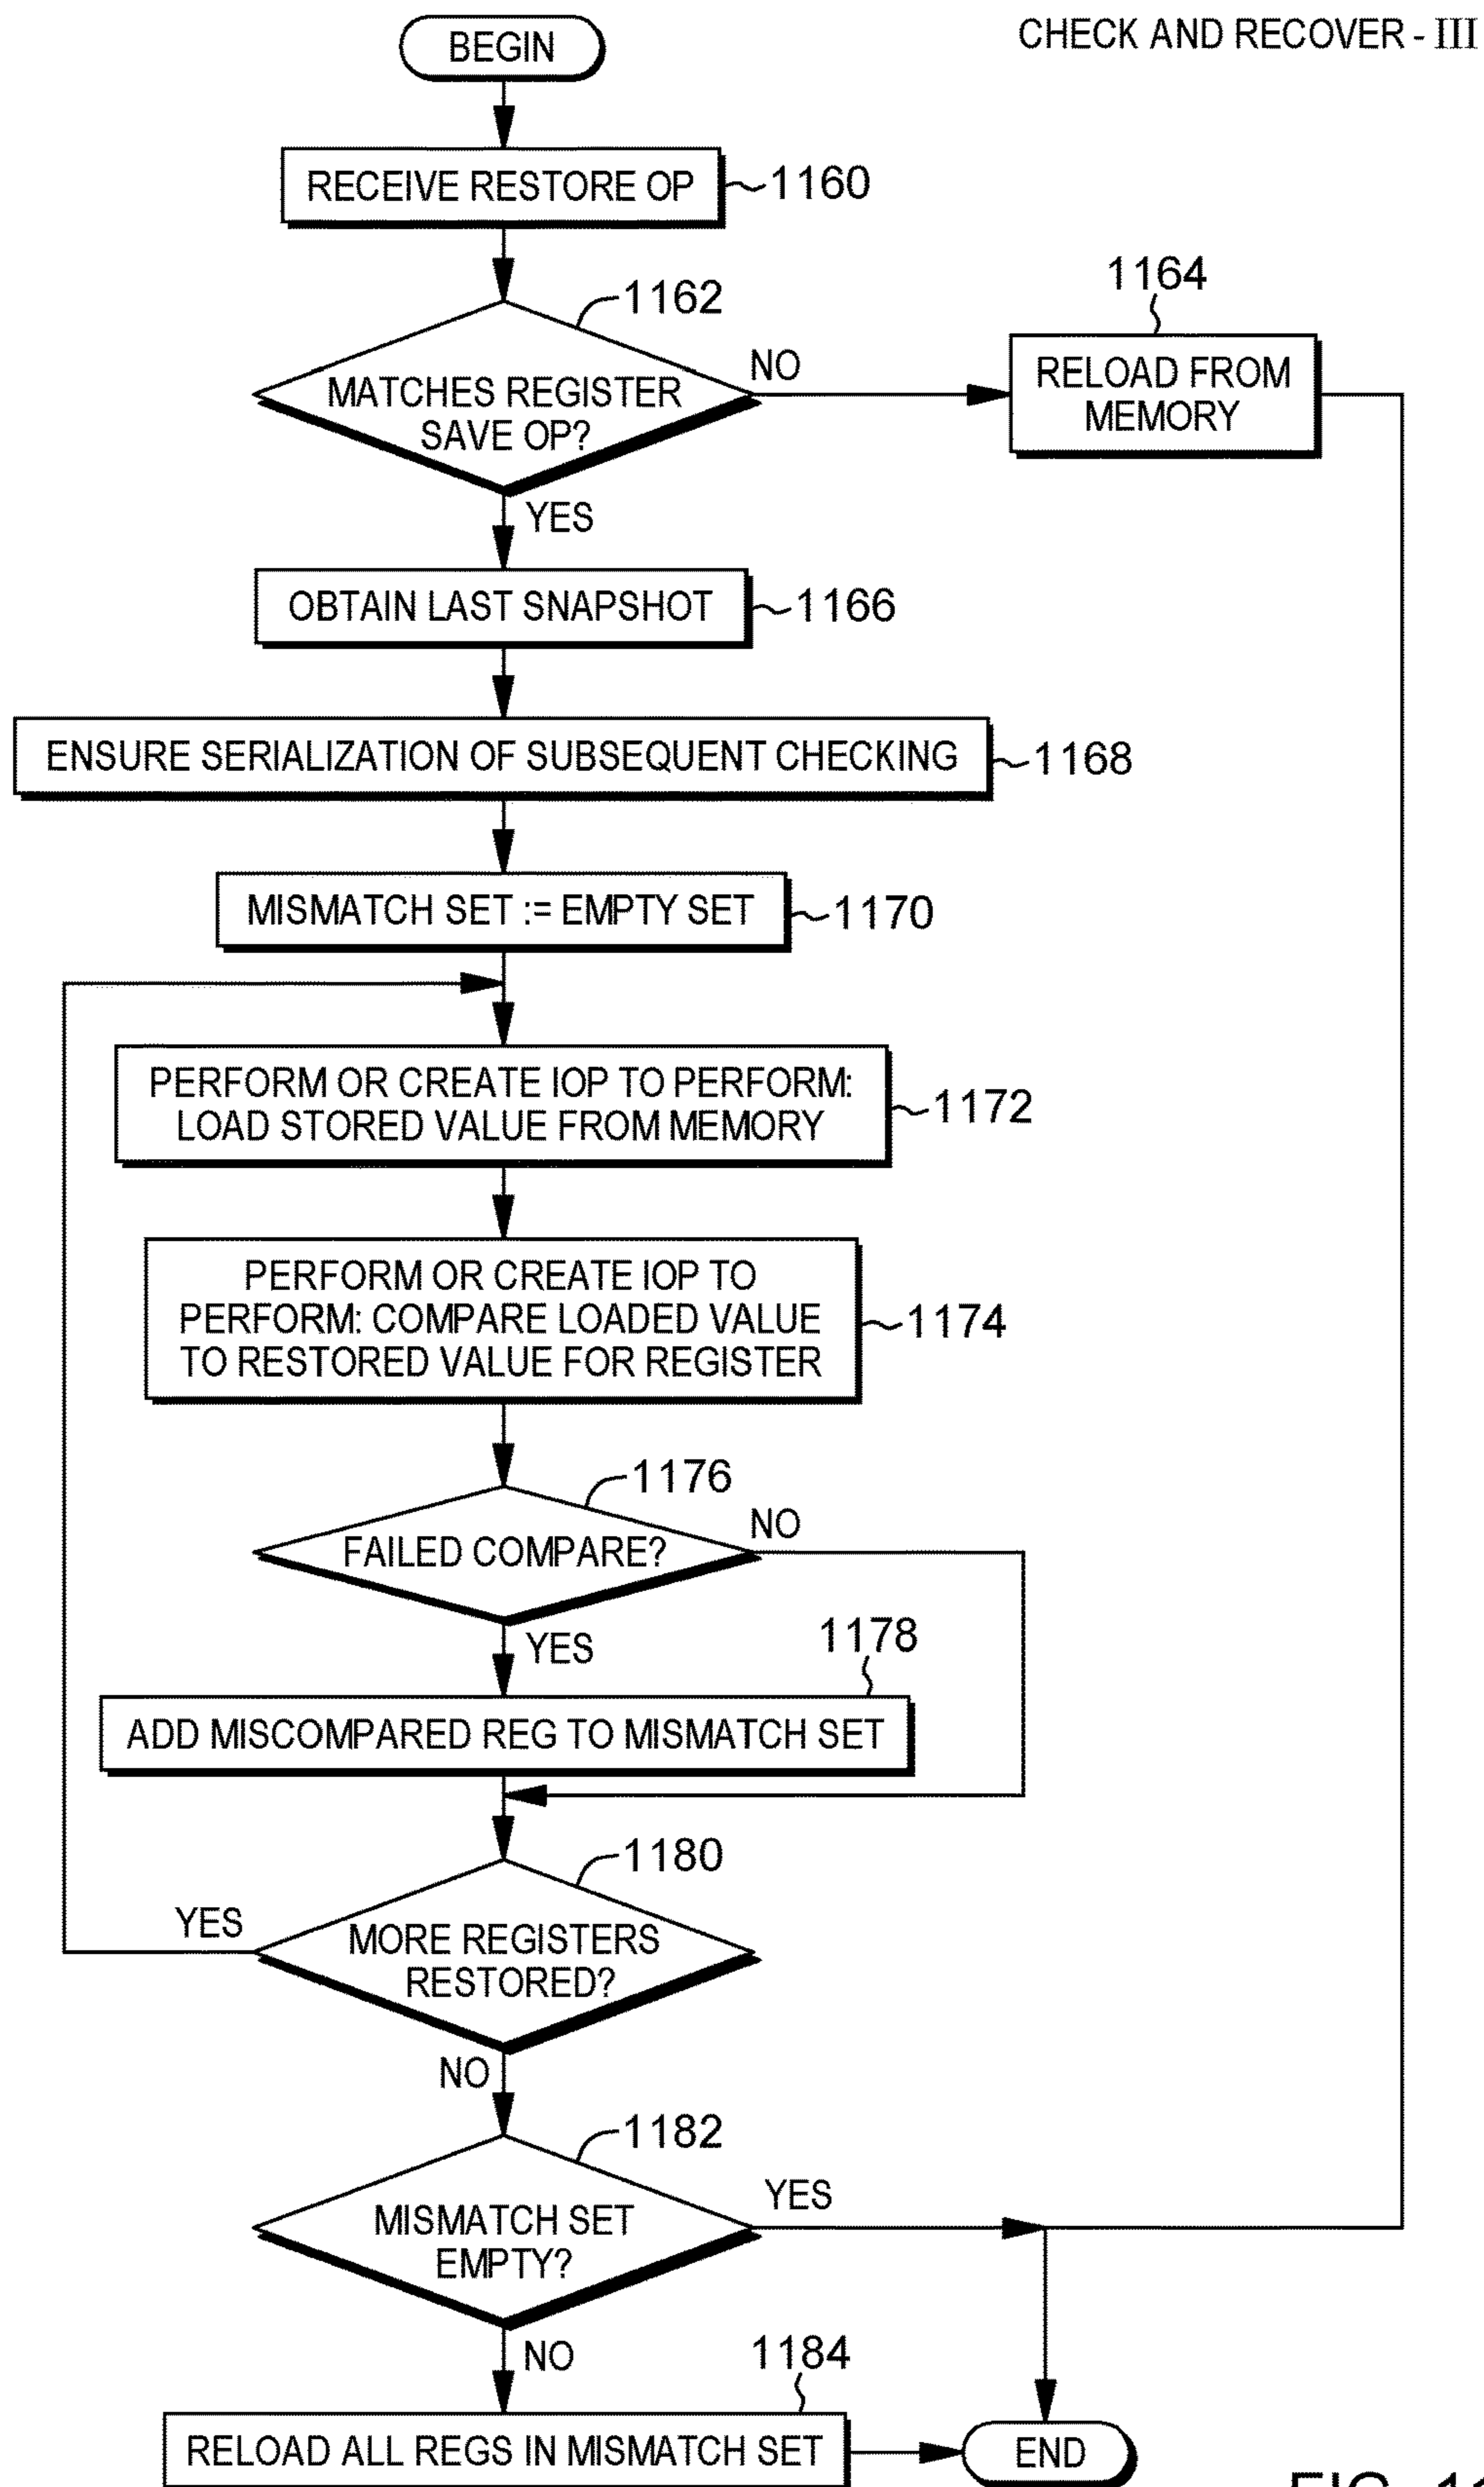 CHECK AND RECOVER - III
BEGIN
RECEIVE RESTORE OP
1160
1162
MATCHES REGISTER
SAVE OP?
NO
1164
RELOAD FROM
MEMORY
YES
OBTAIN LAST SNAPSHOT
1166
ENSURE SERIALIZATION OF SUBSEQUENT CHECKING
1168
MISMATCH SET := EMPTY SET
1170
PERFORM OR CREATE IOP TO PERFORM:
LOAD STORED VALUE FROM MEMORY
1172
PERFORM OR CREATE IOP TO
PERFORM: COMPARE LOADED VALUE
TO RESTORED VALUE FOR REGISTER
1174
1176
FAILED COMPARE?
NO
YES
1178
ADD MISCOMPARED REG TO MISMATCH SET
1180
MORE REGISTERS
RESTORED?
YES
NO
1182
MISMATCH SET
EMPTY?
YES
NO
1184
RELOAD ALL REGS IN MISMATCH SET
END